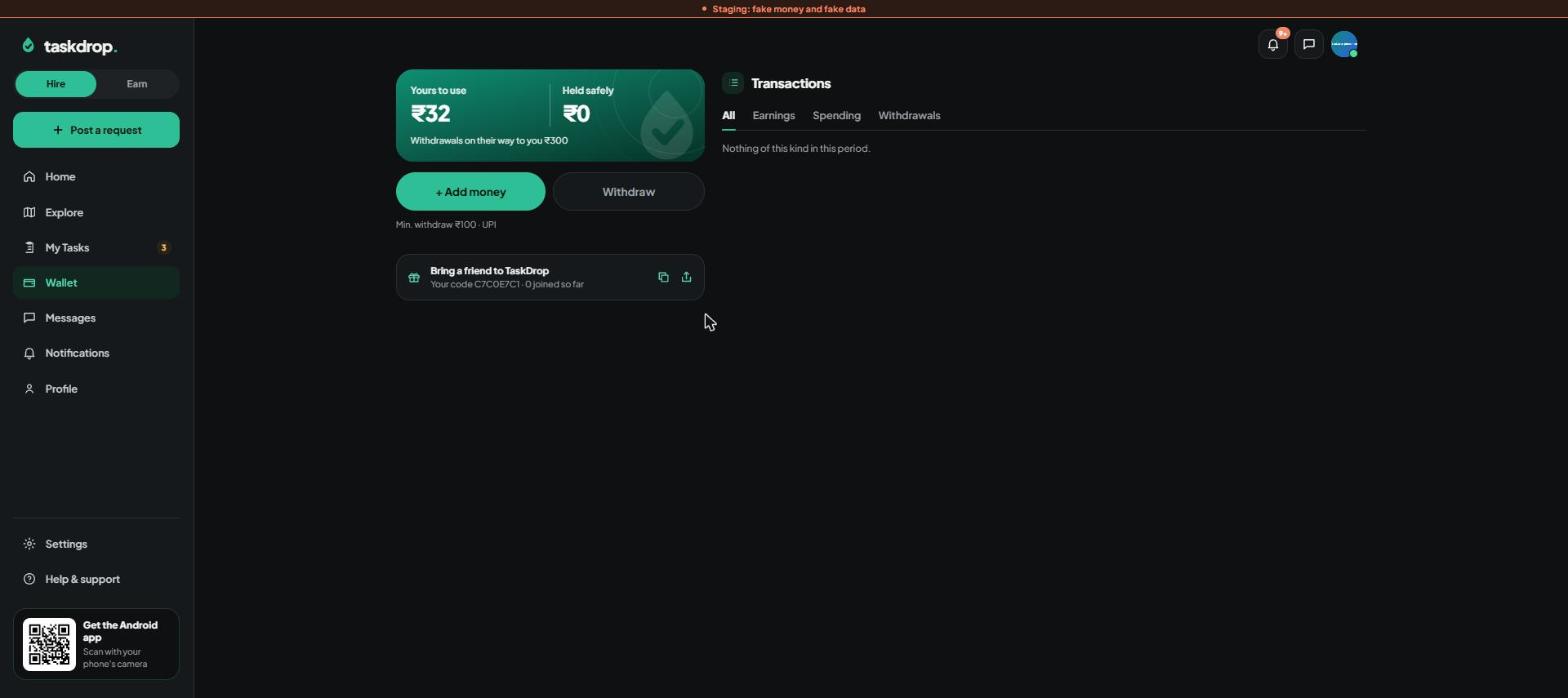 Staging: fake money and fake data
taskdrop.
Hire
Earn
+ Post a request
Home
Explore
My Tasks
3
Wallet
Messages
Notifications
Profile
Settings
Help & support
Get the Android
app
Scan with your
phone's camera
9+
Yours to use
₹32
Held safely
₹0
Withdrawals on their way to you ₹300
+ Add money
Withdraw
Min. withdraw ₹100 · UPI
Bring a friend to TaskDrop
Your code C7C0E7C1 · 0 joined so far
Transactions
All
Earnings
Spending
Withdrawals
Nothing of this kind in this period.